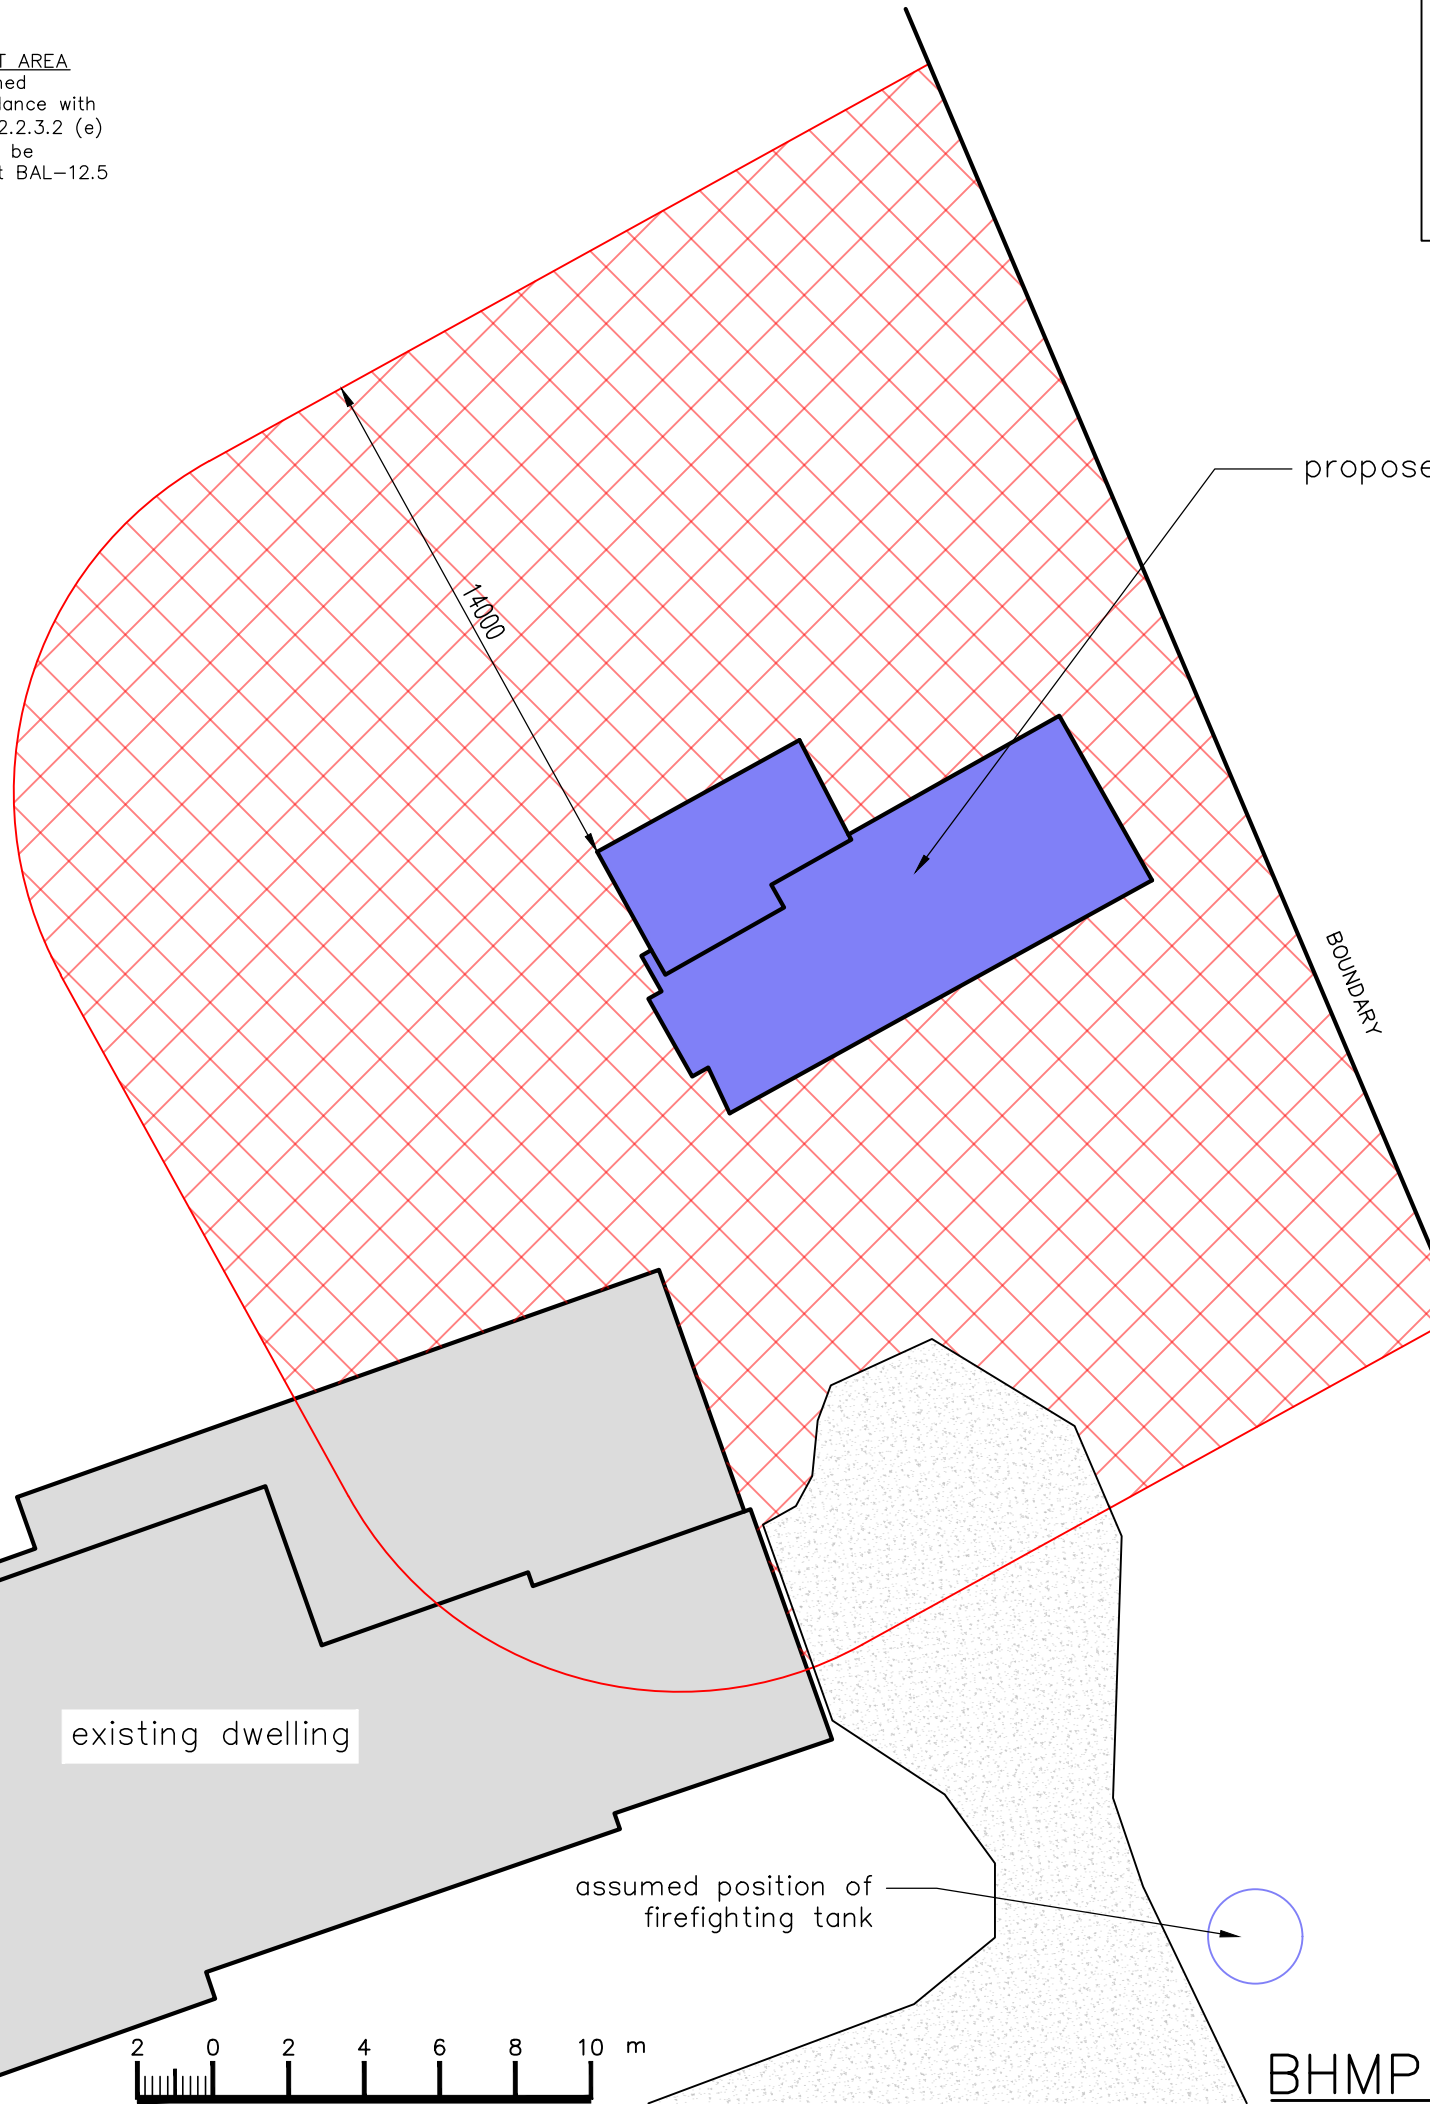 T AREA
ned
dance with
2.2.3.2 (e)
be
t BAL-12.5
propose
14000
BOUNDARY
existing dwelling
assumed position of
firefighting tank
2 0 2 4 6 8 10 m
BHMP